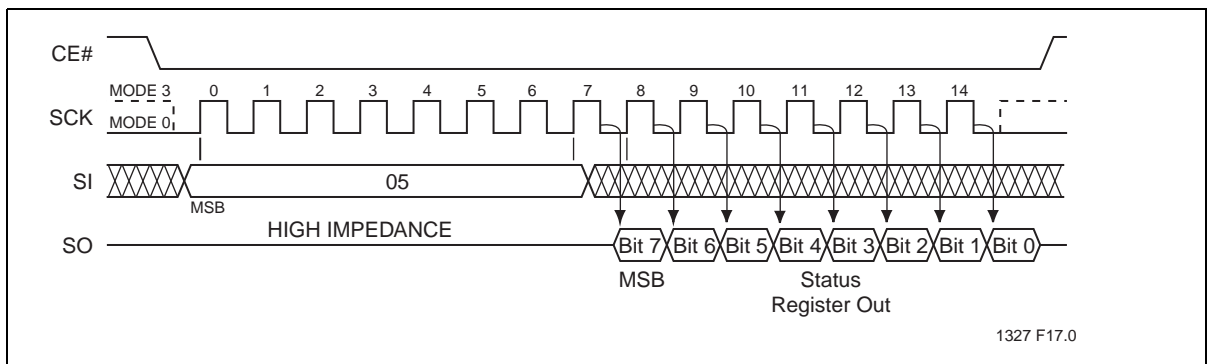 CE#
MODE 3 0 1 2 3 4 5 6 7 8 9 10 11 12 13 14
SCK
MODE 0
SI 05
MSB
HIGH IMPEDANCE
SO Bit 7 Bit 6 Bit 5 Bit 4 Bit 3 Bit 2 Bit 1 Bit 0
MSB Status
Register Out
1327 F17.0